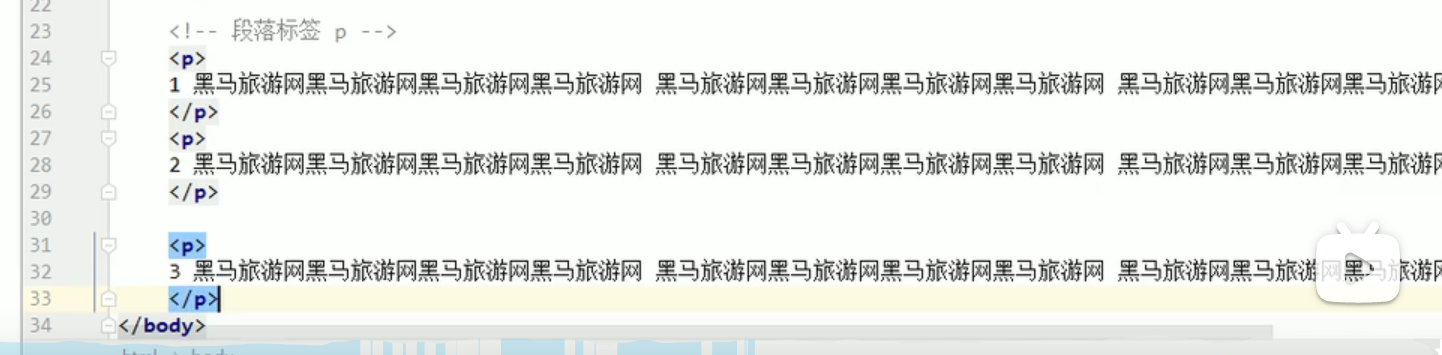 22
23 <!-- 段落标签 p -->
24 <p>
25 1 黑马旅游网黑马旅游网黑马旅游网黑马旅游网 黑马旅游网黑马旅游网黑马旅游网黑马旅游网 黑马旅游网黑马旅游网黑马旅游
26 </p>
27 <p>
28 2 黑马旅游网黑马旅游网黑马旅游网黑马旅游网 黑马旅游网黑马旅游网黑马旅游网黑马旅游网 黑马旅游网黑马旅游网黑马旅游
29 </p>
30
31 <p>
32 3 黑马旅游网黑马旅游网黑马旅游网黑马旅游网 黑马旅游网黑马旅游网黑马旅游网黑马旅游网 黑马旅游网黑马旅游网黑马旅游
33 </p>
34 </body>